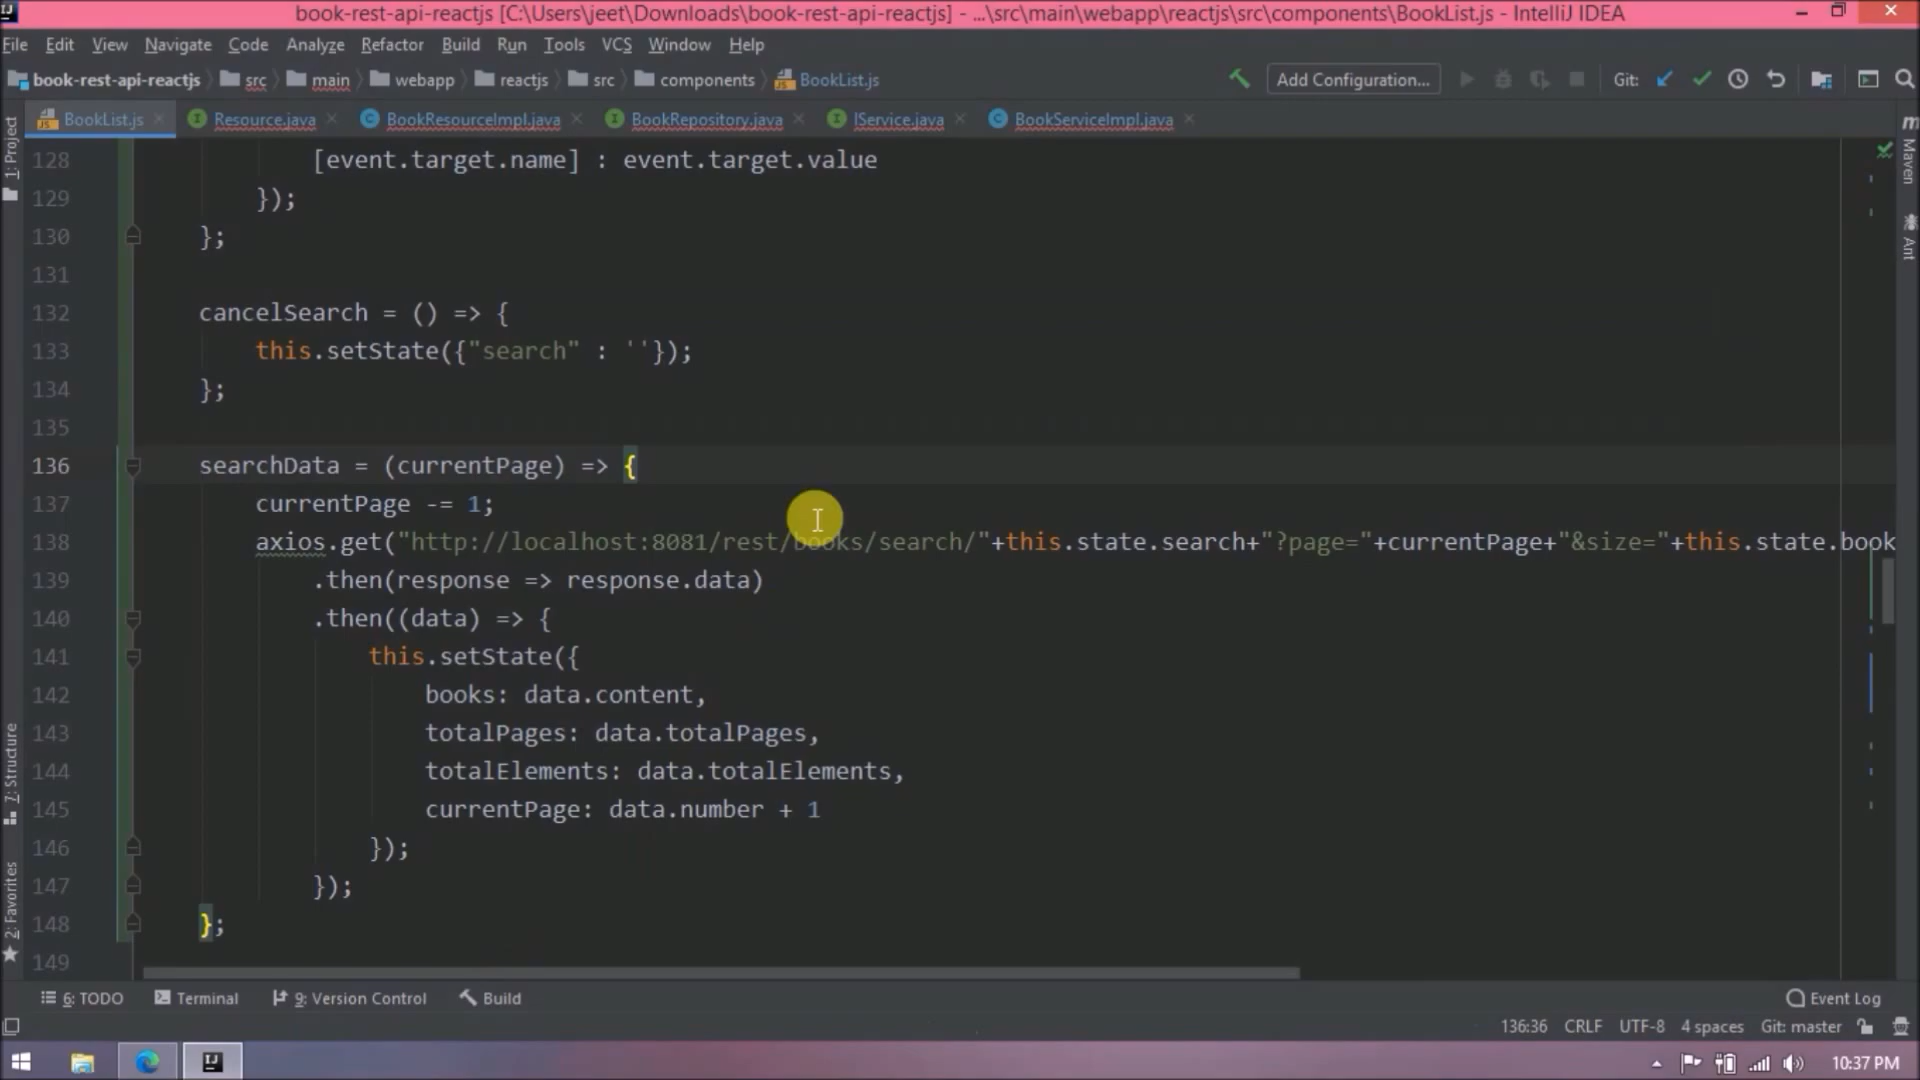 book-rest-api-reactjs [C:\Users\jeet\Downloads\book-rest-api-reactjs] - ...\src\main\webapp\reactjs\src\components\BookList.js - IntelliJ IDEA
File Edit View Navigate Code Analyze Refactor Build Run Tools VCS Window Help
book-rest-api-reactjs src main webapp reactjs src components BookList.js Add Configuration... Git:
BookList.js Resource.java BookResourceImpl.java BookRepository.java IService.java BookServiceImpl.java
1: Project
Maven
Ant
7: Structure
2: Favorites
128 [event.target.name] : event.target.value
129 });
130 };
131
132 cancelSearch = () => {
133 this.setState({"search" : ''});
134 };
135
136 searchData = (currentPage) => {
137 currentPage -= 1;
138 axios.get("http://localhost:8081/rest/books/search/"+this.state.search+"?page="+currentPage+"&size="+this.state.book
139 .then(response => response.data)
140 .then((data) => {
141 this.setState({
142 books: data.content,
143 totalPages: data.totalPages,
144 totalElements: data.totalElements,
145 currentPage: data.number + 1
146 });
147 });
148 };
149
6: TODO Terminal 9: Version Control Build Event Log
136:36 CRLF UTF-8 4 spaces Git: master
10:37 PM